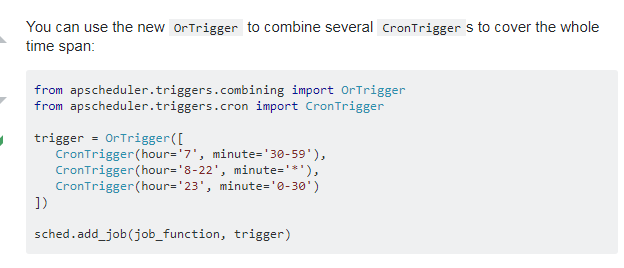 You can use the new OrTrigger to combine several CronTrigger s to cover the whole
time span:
from apscheduler.triggers.combining import OrTrigger
from apscheduler.triggers.cron import CronTrigger
trigger = OrTrigger([
   CronTrigger(hour='7', minute='30-59'),
   CronTrigger(hour='8-22', minute='*'),
   CronTrigger(hour='23', minute='0-30')
])
sched.add_job(job_function, trigger)